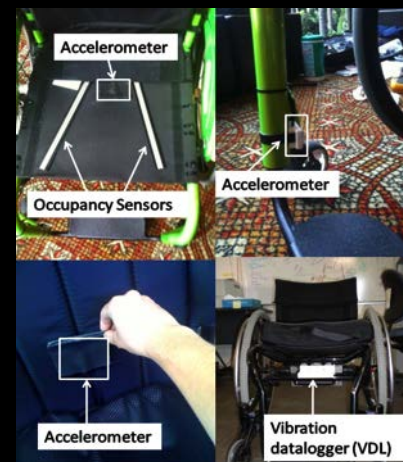 Accelerometer
Occupancy Sensors
Accelerometer
Accelerometer
Vibration
datalogger (VDL)